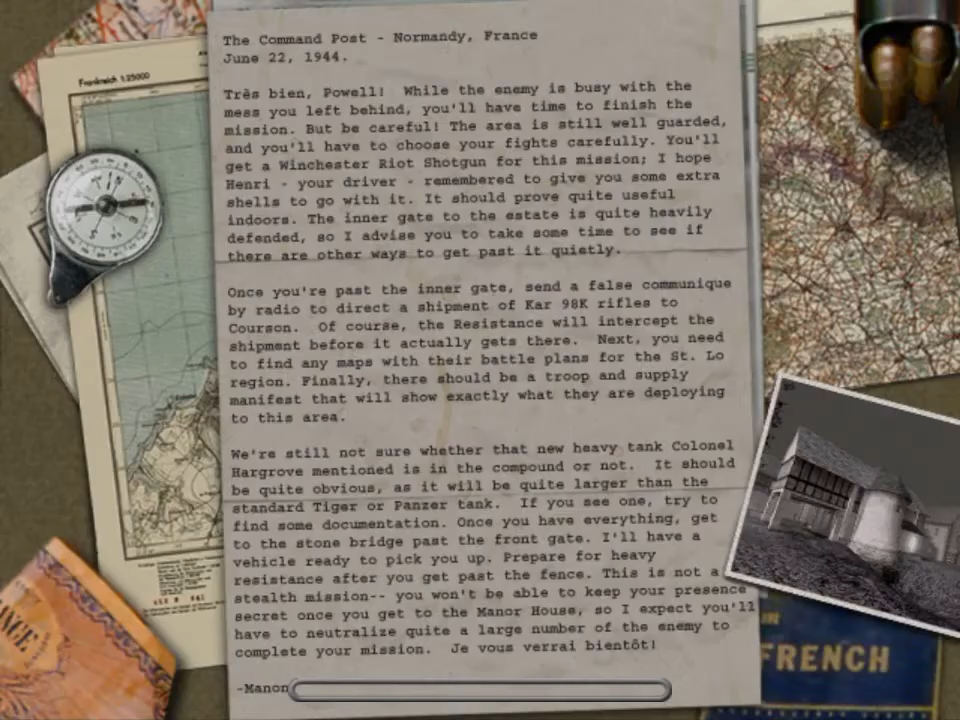 The Command Post - Normandy, France
June 22, 1944.
Très bien, Powell!  While the enemy is busy with the
mess you left behind, you'll have time to finish the
mission. But be careful! The area is still well guarded,
and you'll have to choose your fights carefully. You'll
get a Winchester Riot Shotgun for this mission; I hope
Henri - your driver - remembered to give you some extra
shells to go with it. It should prove quite useful
indoors. The inner gate to the estate is quite heavily
defended, so I advise you to take some time to see if
there are other ways to get past it quietly.
Once you're past the inner gate, send a false communique
by radio to direct a shipment of Kar 98K rifles to
Courson.  Of course, the Resistance will intercept the
shipment before it actually gets there.  Next, you need
to find any maps with their battle plans for the St. Lo
region. Finally, there should be a troop and supply
manifest that will show exactly what they are deploying
to this area.
We're still not sure whether that new heavy tank Colonel
Hargrove mentioned is in the compound or not.  It should
be quite obvious, as it will be quite larger than the
standard Tiger or Panzer tank.  If you see one, try to
find some documentation. Once you have everything, get
to the stone bridge past the front gate. I'll have a
vehicle ready to pick you up. Prepare for heavy
resistance after you get past the fence. This is not a
stealth mission-- you won't be able to keep your presence
secret once you get to the Manor House, so I expect you'll
have to neutralize quite a large number of the enemy to
complete your mission.  Je vous verrai bientôt!
-Manon
Frankreich 1:25000
FRENCH